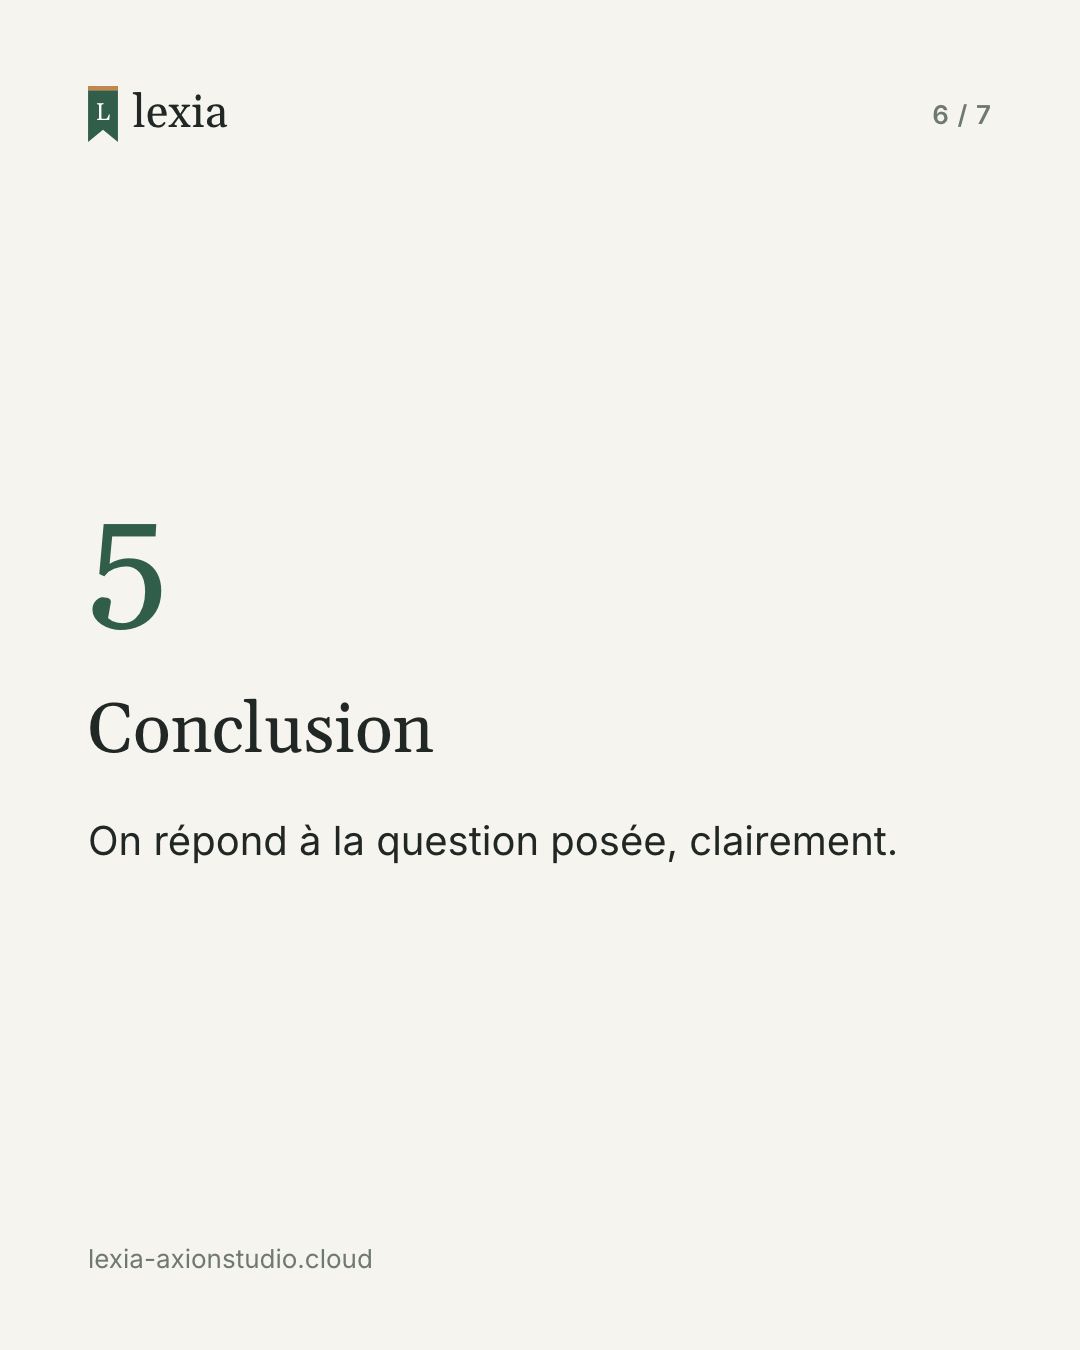 L lexia
6 / 7
5
Conclusion
On répond à la question posée, clairement.
lexia-axionstudio.cloud